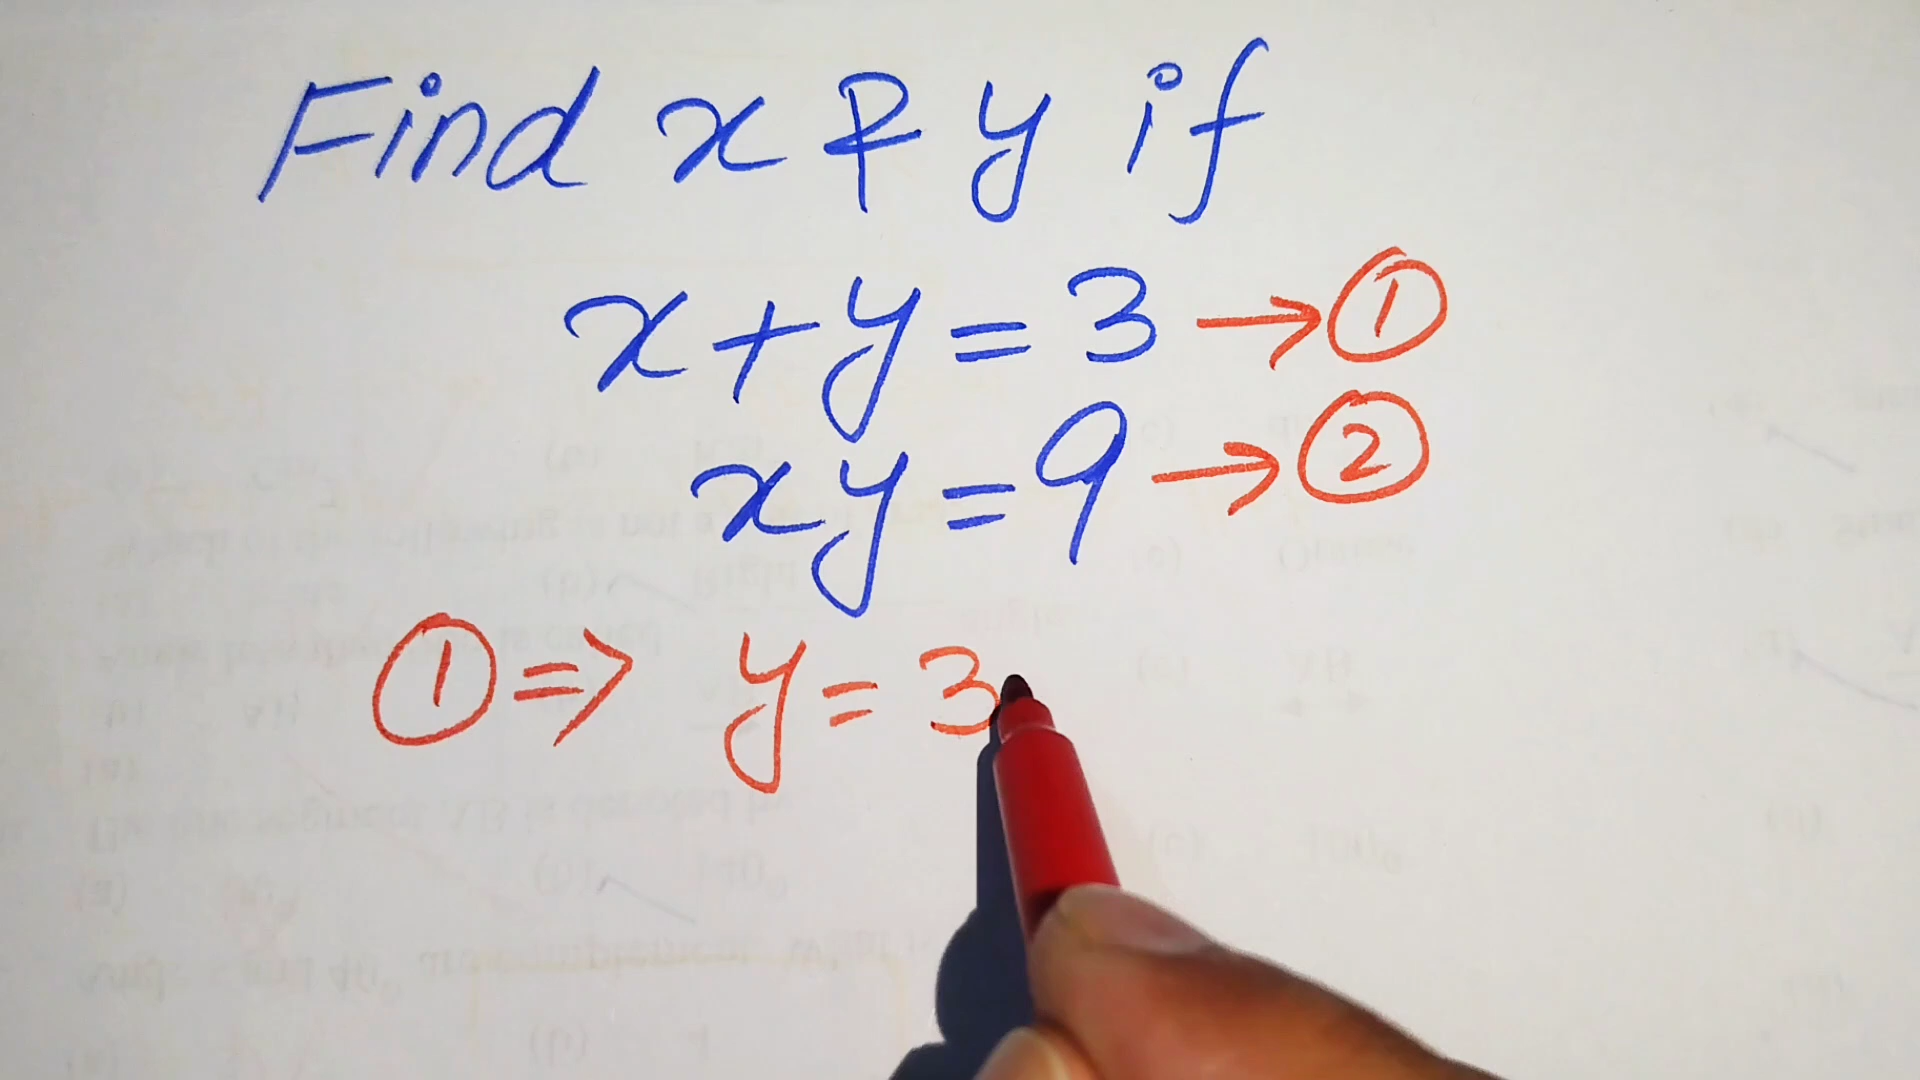 Find x & y if
x + y = 3 → ①
xy = 9 → ②
① => y = 3